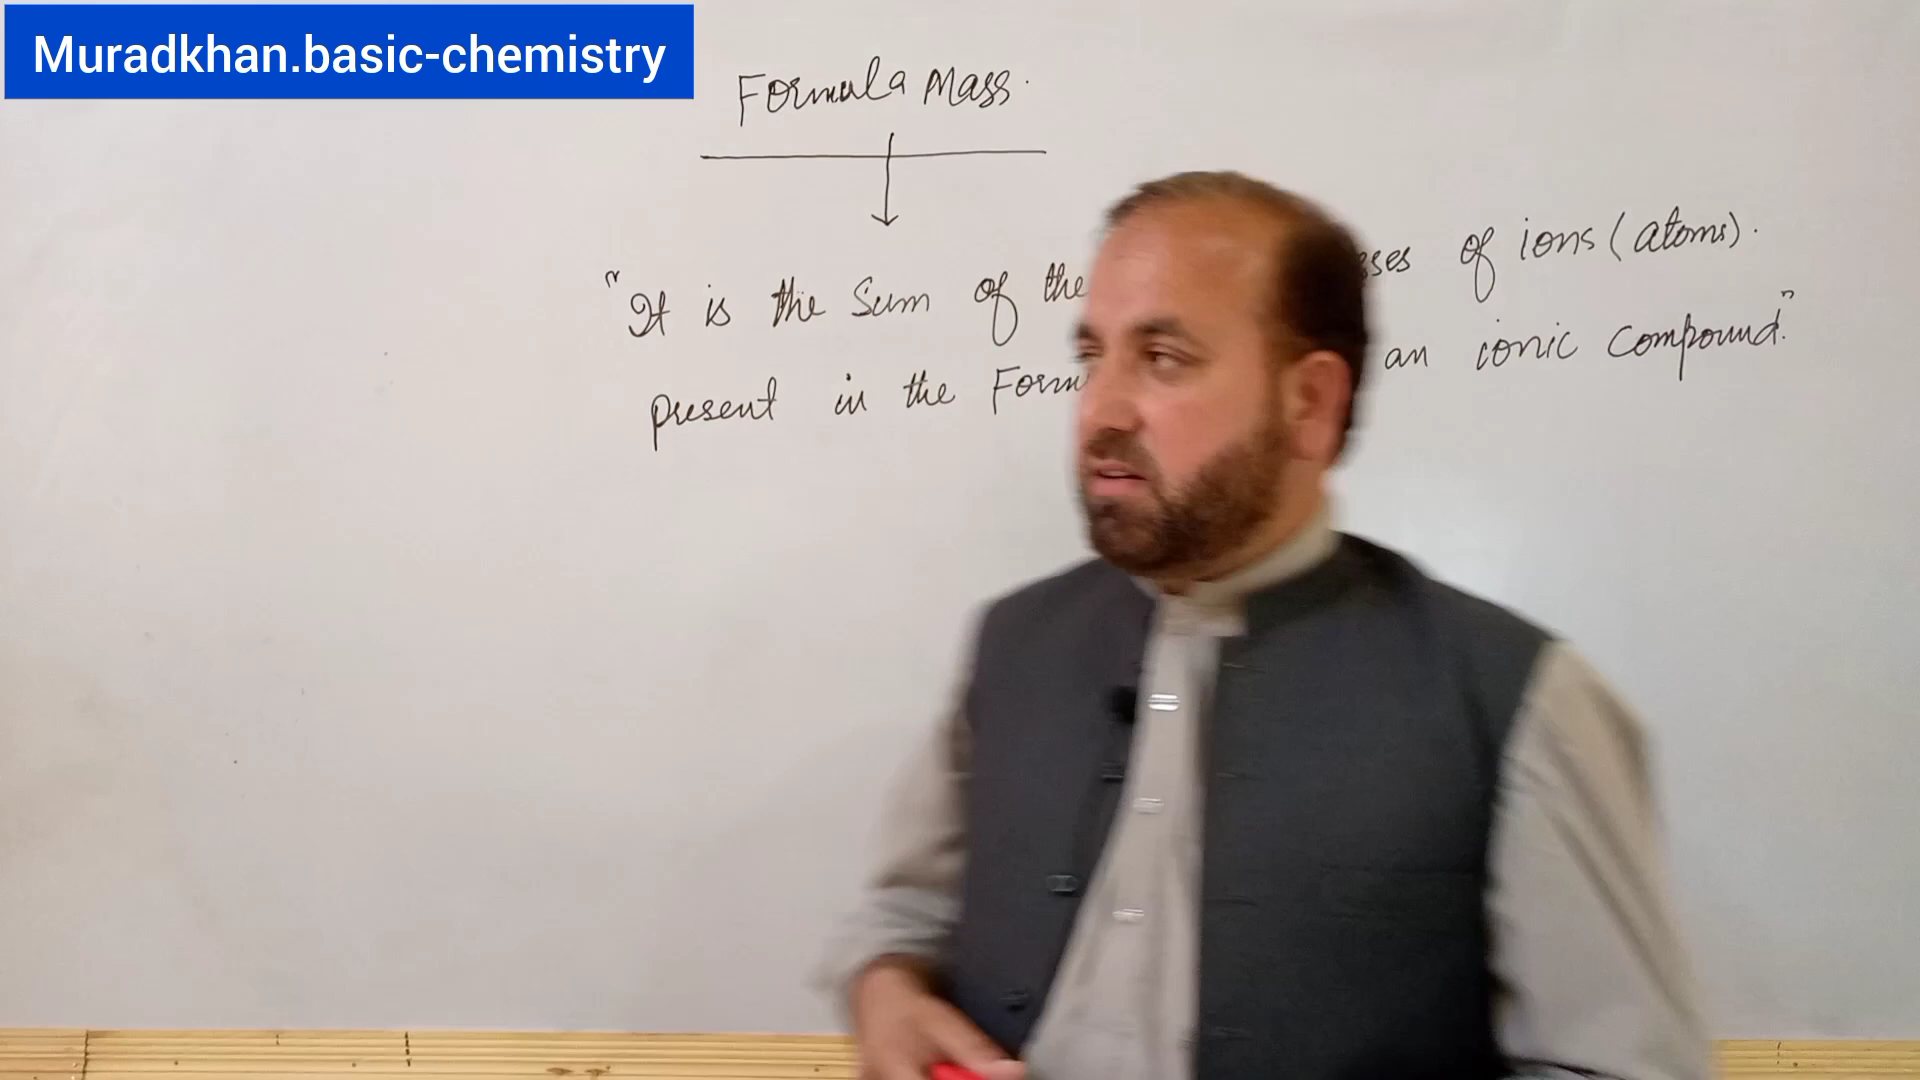 Muradkhan.basic-chemistry
Formula Mass.
"It is the Sum of the sses of ions (atoms).
present in the Form an ionic compound."